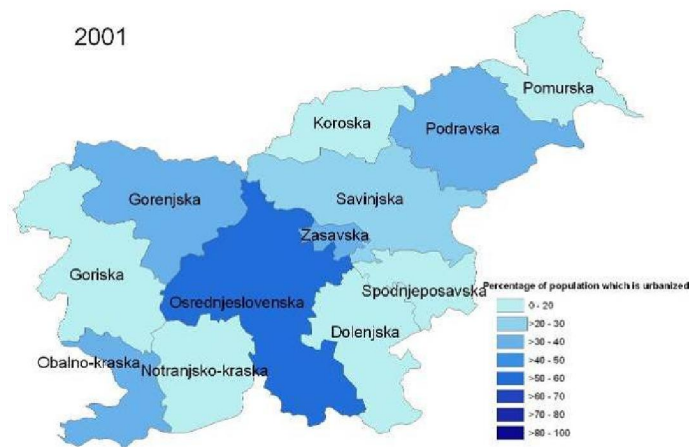 2001
Pomurska
Koroska
Podravska
Gorenjska
Savinjska
Zasavska
Goriska
Osrednjeslovenska
Spodnjeposavska
Dolenjska
Obalno-kraska
Notranjsko-kraska
Percentage of population which is urbanized
0 - 20
>20 - 30
>30 - 40
>40 - 50
>50 - 60
>60 - 70
>70 - 80
>80 - 100